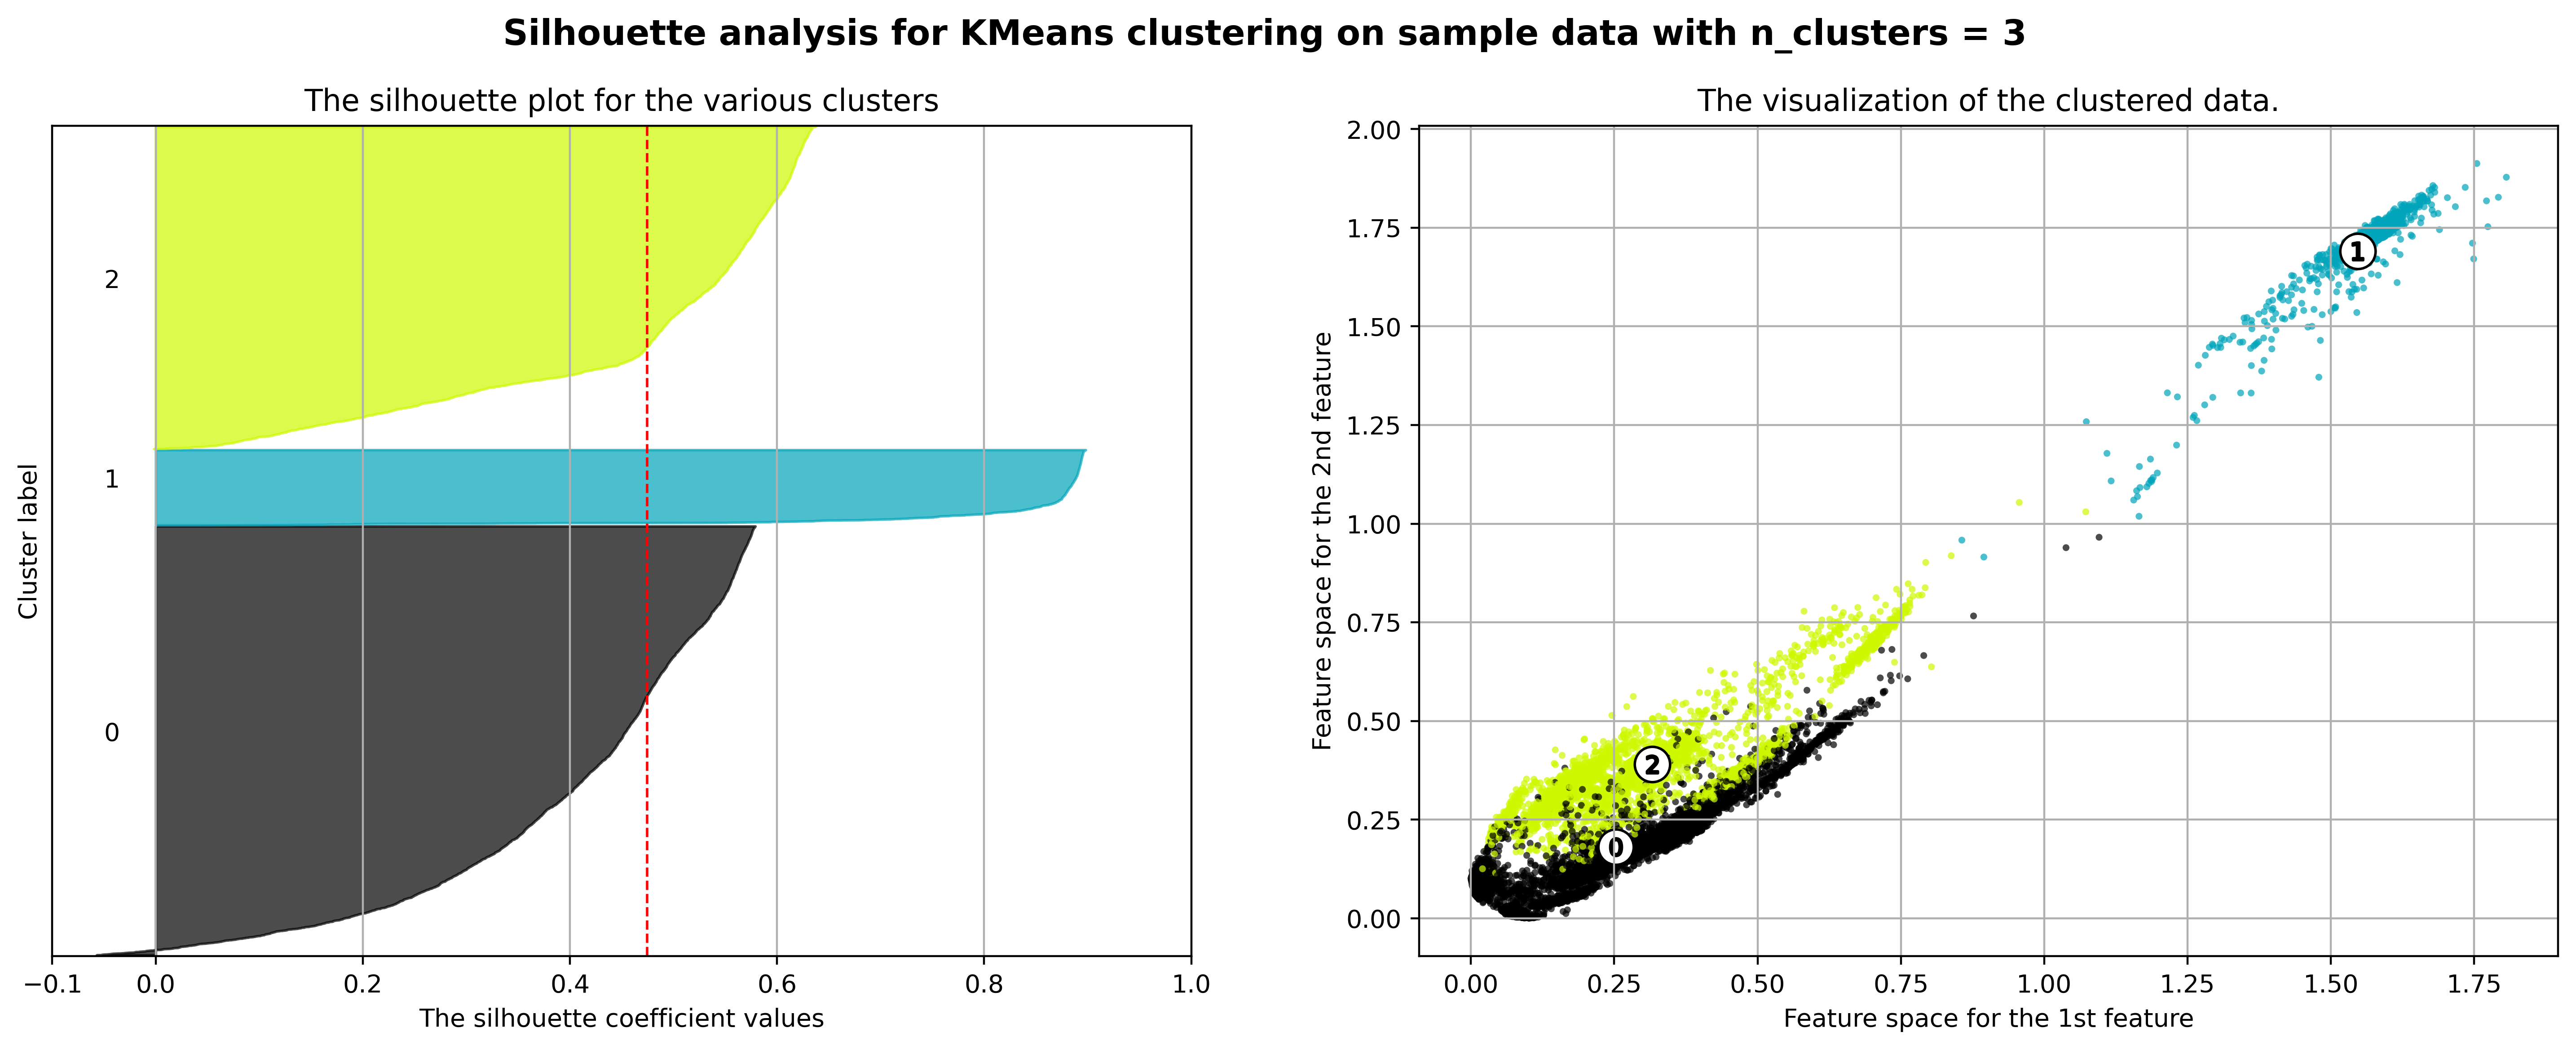 Silhouette analysis for KMeans clustering on sample data with n_clusters = 3
The silhouette plot for the various clusters
Cluster label
2
1
0
−0.1 0.0 0.2 0.4 0.6 0.8 1.0
The silhouette coefficient values
The visualization of the clustered data.
Feature space for the 2nd feature
2.00
1.75
1.50
1.25
1.00
0.75
0.50
0.25
0.00
1
2
0
0.00 0.25 0.50 0.75 1.00 1.25 1.50 1.75
Feature space for the 1st feature